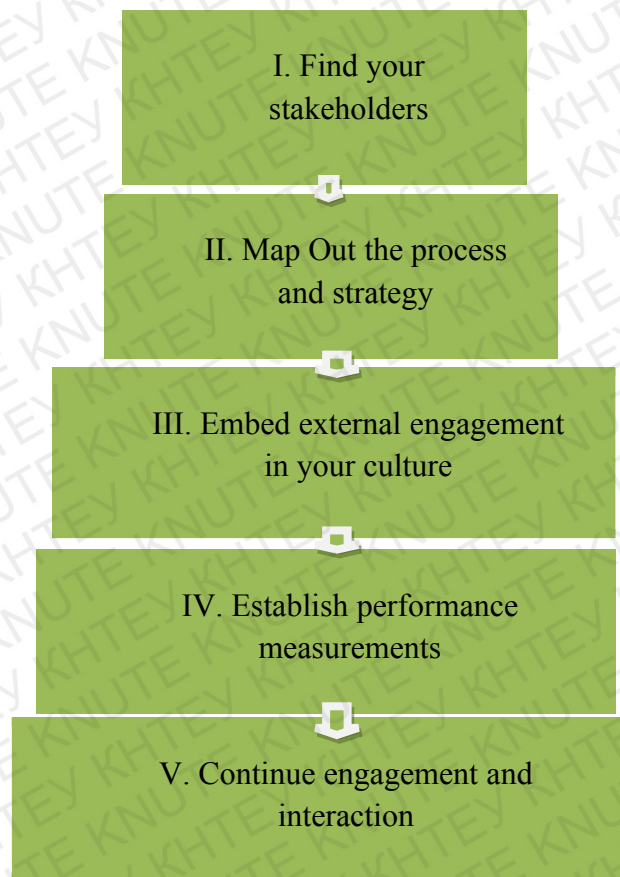 I. Find your
stakeholders
II. Map Out the process
and strategy
III. Embed external engagement
in your culture
IV. Establish performance
measurements
V. Continue engagement and
interaction